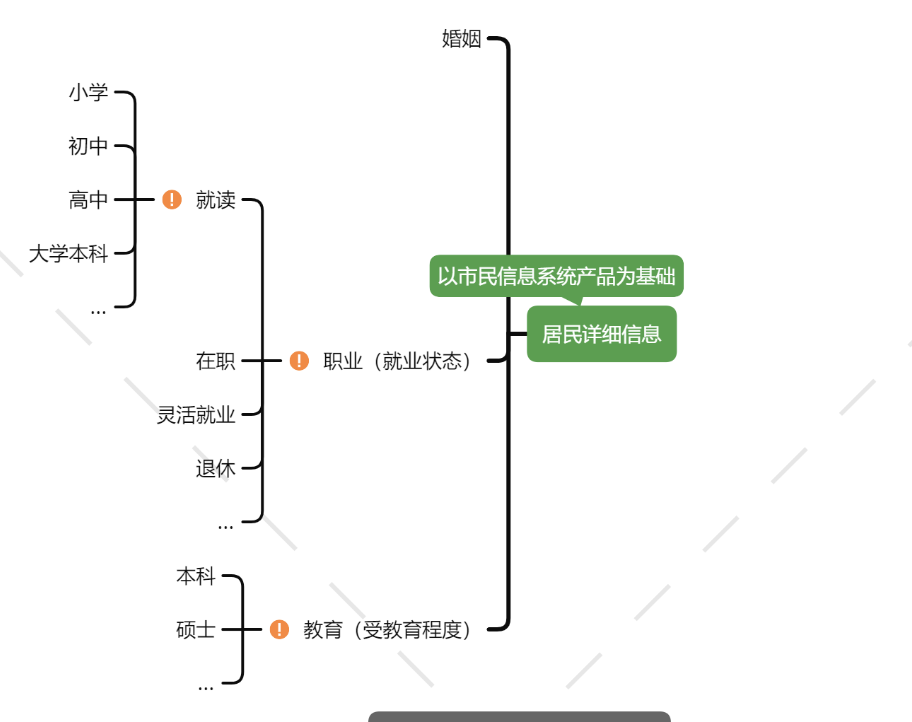 婚姻
小学
初中
高中
! 就读
大学本科
以市民信息系统产品为基础
...
居民详细信息
在职
! 职业（就业状态）
灵活就业
退休
...
本科
硕士
! 教育（受教育程度）
...